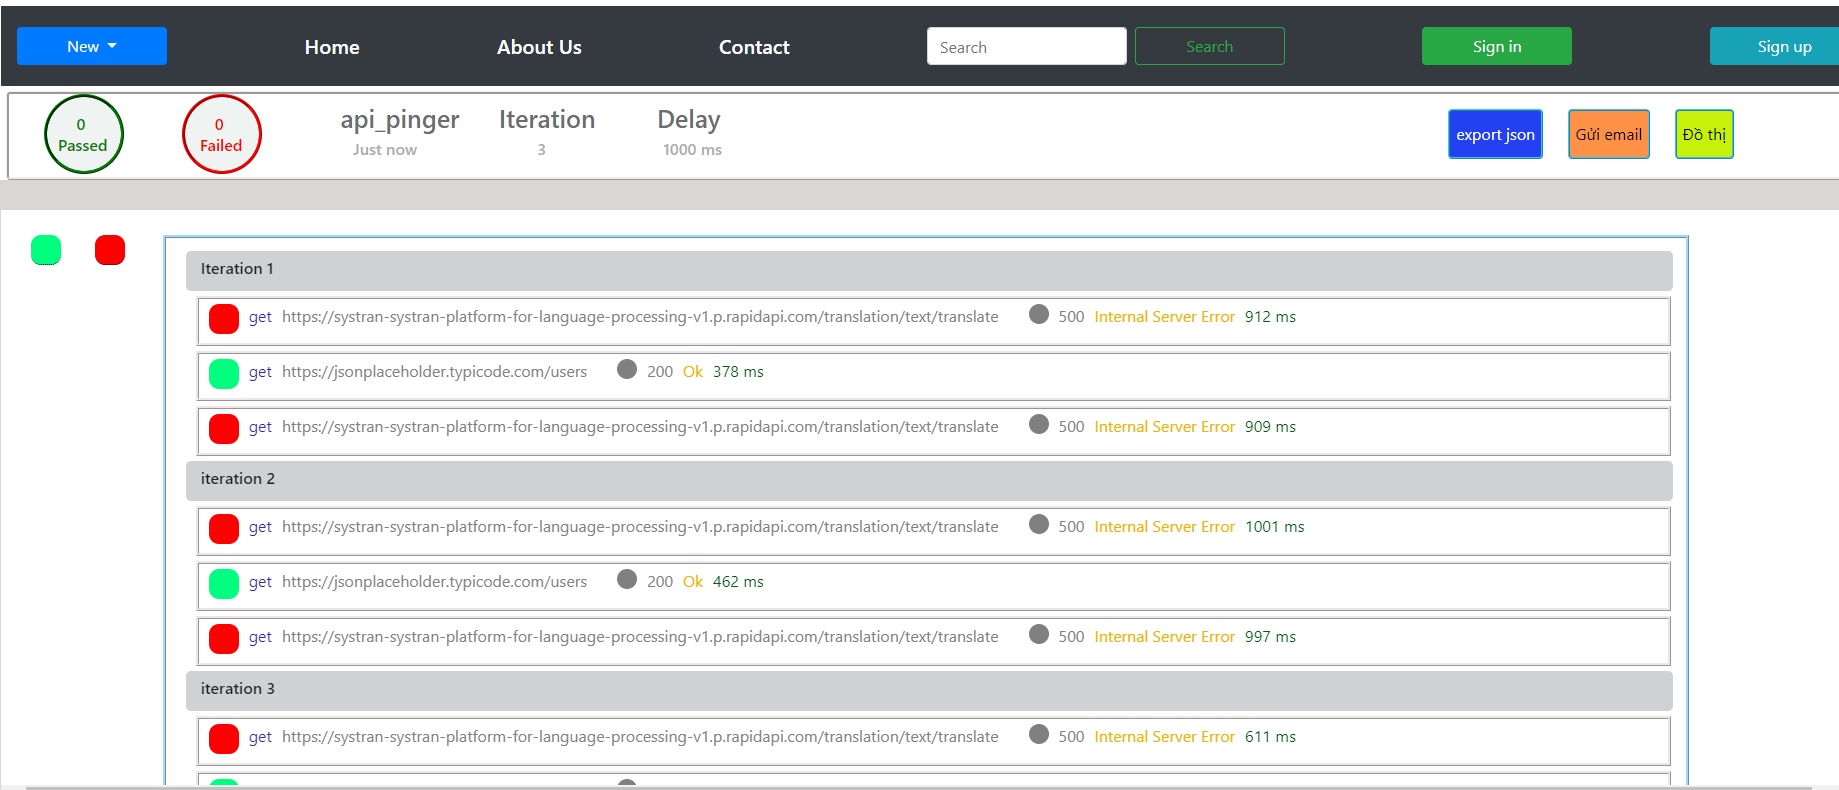 New Home About Us Contact Search Search Sign in Sign up
0 Passed
0 Failed
api_pinger Iteration Delay
Just now 3 1000 ms
export json Gửi email Đồ thị
Iteration 1
get https://systran-systran-platform-for-language-processing-v1.p.rapidapi.com/translation/text/translate 500 Internal Server Error 912 ms
get https://jsonplaceholder.typicode.com/users 200 Ok 378 ms
get https://systran-systran-platform-for-language-processing-v1.p.rapidapi.com/translation/text/translate 500 Internal Server Error 909 ms
iteration 2
get https://systran-systran-platform-for-language-processing-v1.p.rapidapi.com/translation/text/translate 500 Internal Server Error 1001 ms
get https://jsonplaceholder.typicode.com/users 200 Ok 462 ms
get https://systran-systran-platform-for-language-processing-v1.p.rapidapi.com/translation/text/translate 500 Internal Server Error 997 ms
iteration 3
get https://systran-systran-platform-for-language-processing-v1.p.rapidapi.com/translation/text/translate 500 Internal Server Error 611 ms